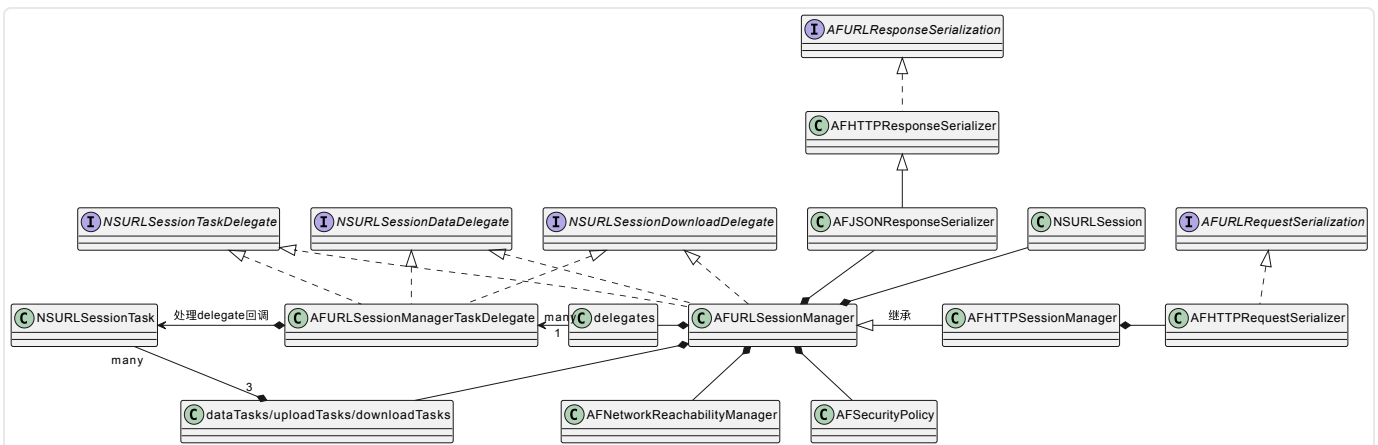 I AFURLResponseSerialization
C AFHTTPResponseSerializer
I NSURLSessionTaskDelegate
I NSURLSessionDataDelegate
I NSURLSessionDownloadDelegate
C AFJSONResponseSerializer
C NSURLSession
I AFURLRequestSerialization
C NSURLSessionTask
处理delegate回调
C AFURLSessionManagerTaskDelegate
many
1
C delegates
C AFURLSessionManager
继承
C AFHTTPSessionManager
C AFHTTPRequestSerializer
many
3
C dataTasks/uploadTasks/downloadTasks
C AFNetworkReachabilityManager
C AFSecurityPolicy